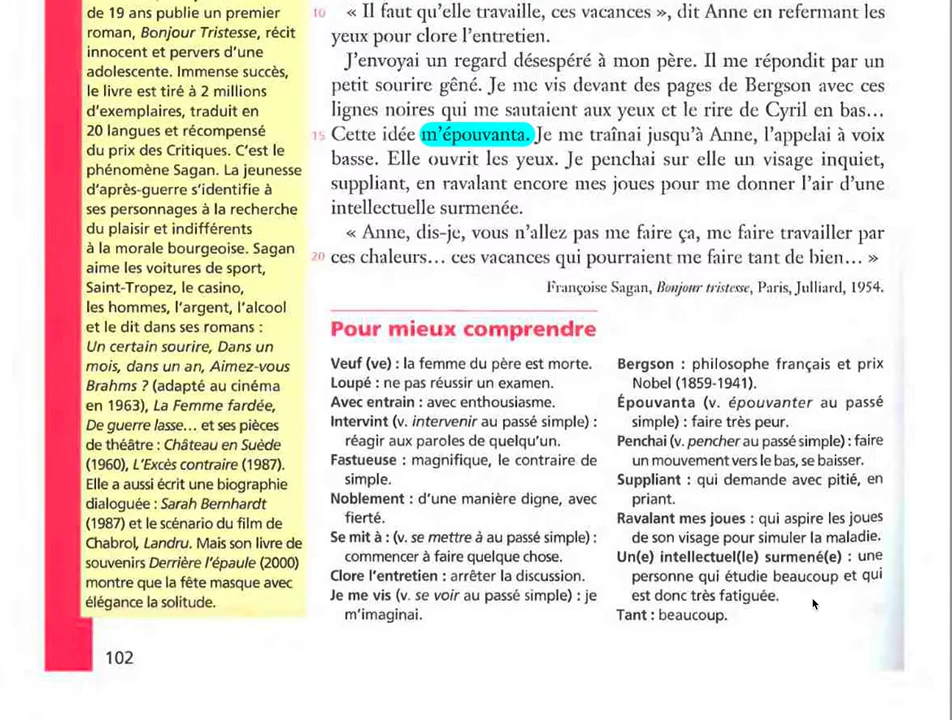 de 19 ans publie un premier
roman, Bonjour Tristesse, récit
innocent et pervers d'une
adolescente. Immense succès,
le livre est tiré à 2 millions
d'exemplaires, traduit en
20 langues et récompensé
du prix des Critiques. C'est le
phénomène Sagan. La jeunesse
d'après-guerre s'identifie à
ses personnages à la recherche
du plaisir et indifférents
à la morale bourgeoise. Sagan
aime les voitures de sport,
Saint-Tropez, le casino,
les hommes, l'argent, l'alcool
et le dit dans ses romans :
Un certain sourire, Dans un
mois, dans un an, Aimez-vous
Brahms ? (adapté au cinéma
en 1963), La Femme fardée,
De guerre lasse... et ses pièces
de théâtre : Château en Suède
(1960), L'Excès contraire (1987).
Elle a aussi écrit une biographie
dialoguée : Sarah Bernhardt
(1987) et le scénario du film de
Chabrol, Landru. Mais son livre de
souvenirs Derrière l'épaule (2000)
montre que la fête masque avec
élégance la solitude.
10 « Il faut qu'elle travaille, ces vacances », dit Anne en refermant les
yeux pour clore l'entretien.
J'envoyai un regard désespéré à mon père. Il me répondit par un
petit sourire gêné. Je me vis devant des pages de Bergson avec ces
lignes noires qui me sautaient aux yeux et le rire de Cyril en bas...
15 Cette idée m'épouvanta. Je me traînai jusqu'à Anne, l'appelai à voix
basse. Elle ouvrit les yeux. Je penchai sur elle un visage inquiet,
suppliant, en ravalant encore mes joues pour me donner l'air d'une
intellectuelle surmenée.
« Anne, dis-je, vous n'allez pas me faire ça, me faire travailler par
20 ces chaleurs... ces vacances qui pourraient me faire tant de bien... »
Françoise Sagan, Bonjour tristesse, Paris, Julliard, 1954.
Pour mieux comprendre
Veuf (ve) : la femme du père est morte.
Loupé : ne pas réussir un examen.
Avec entrain : avec enthousiasme.
Intervint (v. intervenir au passé simple) :
réagir aux paroles de quelqu'un.
Fastueuse : magnifique, le contraire de
simple.
Noblement : d'une manière digne, avec
fierté.
Se mit à : (v. se mettre à au passé simple) :
commencer à faire quelque chose.
Clore l'entretien : arrêter la discussion.
Je me vis (v. se voir au passé simple) : je
m'imaginai.
Bergson : philosophe français et prix
Nobel (1859-1941).
Épouvanta (v. épouvanter au passé
simple) : faire très peur.
Penchai (v. pencher au passé simple) : faire
un mouvement vers le bas, se baisser.
Suppliant : qui demande avec pitié, en
priant.
Ravalant mes joues : qui aspire les joues
de son visage pour simuler la maladie.
Un(e) intellectuel(le) surmené(e) : une
personne qui étudie beaucoup et qui
est donc très fatiguée.
Tant : beaucoup.
102